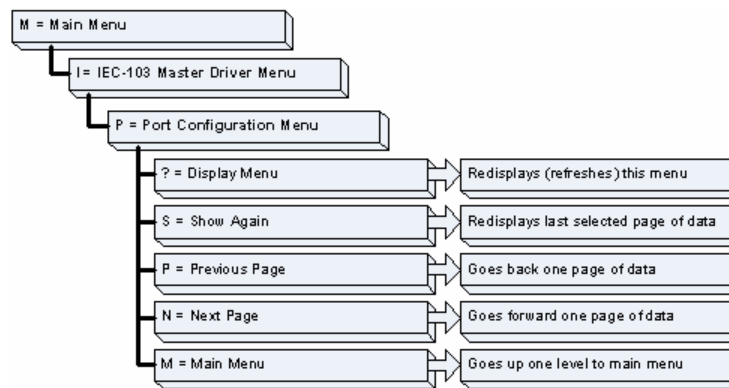 M = Main Menu
I= IEC-103 Master Driver Menu
P = Port Configuration Menu
? = Display Menu
Redisplays (refreshes) this menu
S = Show Again
Redisplays last selected page of data
P = Previous Page
Goes back one page of data
N = Next Page
Goes forward one page of data
M = Main Menu
Goes up one level to main menu